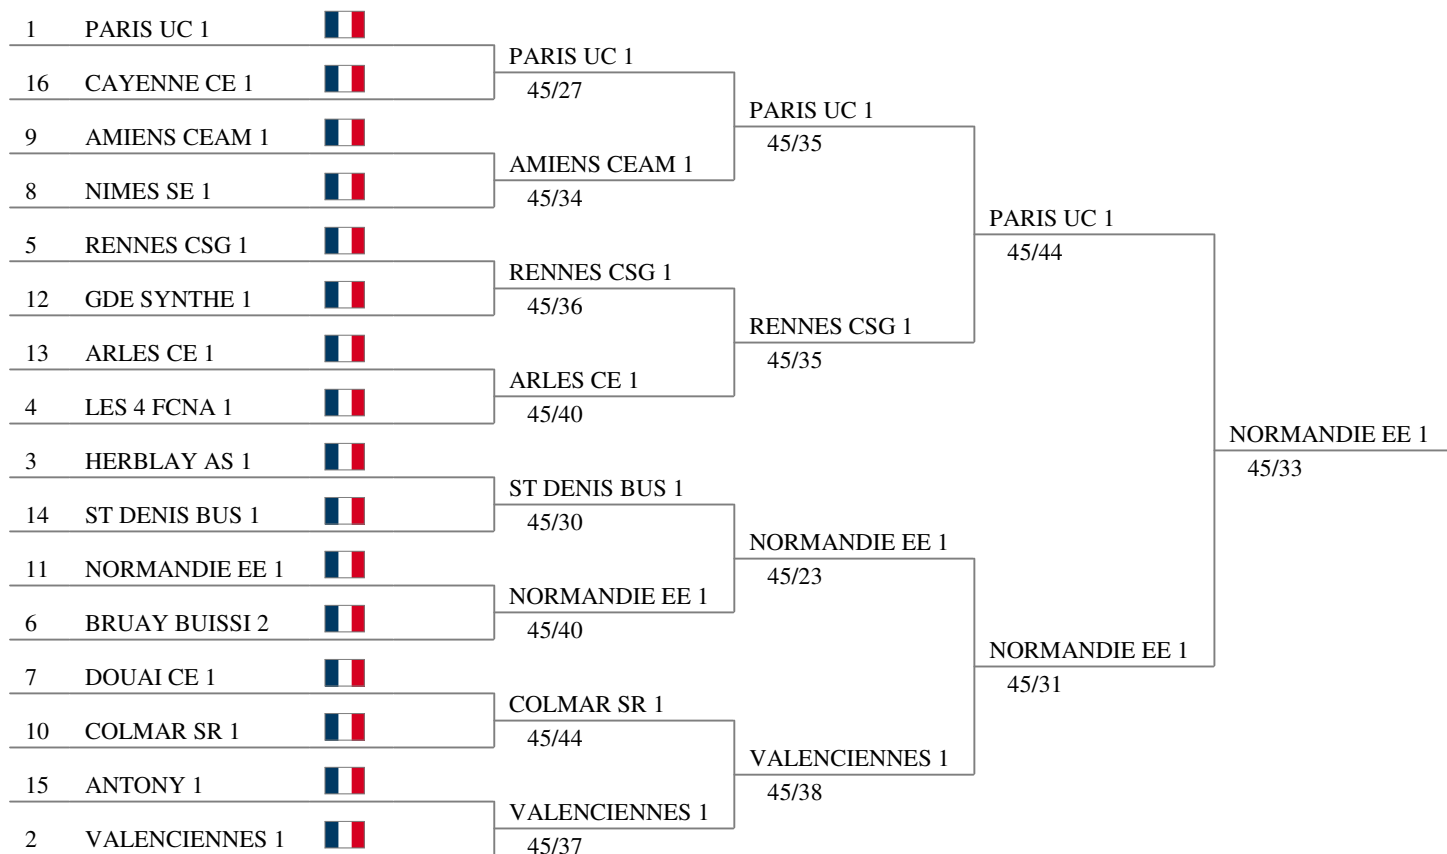 1 PARIS UC 1
16 CAYENNE CE 1
9 AMIENS CEAM 1
8 NIMES SE 1
5 RENNES CSG 1
12 GDE SYNTHE 1
13 ARLES CE 1
4 LES 4 FCNA 1
3 HERBLAY AS 1
14 ST DENIS BUS 1
11 NORMANDIE EE 1
6 BRUAY BUISSI 2
7 DOUAI CE 1
10 COLMAR SR 1
15 ANTONY 1
2 VALENCIENNES 1
PARIS UC 1
45/27
AMIENS CEAM 1
45/34
RENNES CSG 1
45/36
ARLES CE 1
45/40
ST DENIS BUS 1
45/30
NORMANDIE EE 1
45/40
COLMAR SR 1
45/44
VALENCIENNES 1
45/37
PARIS UC 1
45/35
RENNES CSG 1
45/35
NORMANDIE EE 1
45/23
VALENCIENNES 1
45/38
PARIS UC 1
45/44
NORMANDIE EE 1
45/31
NORMANDIE EE 1
45/33